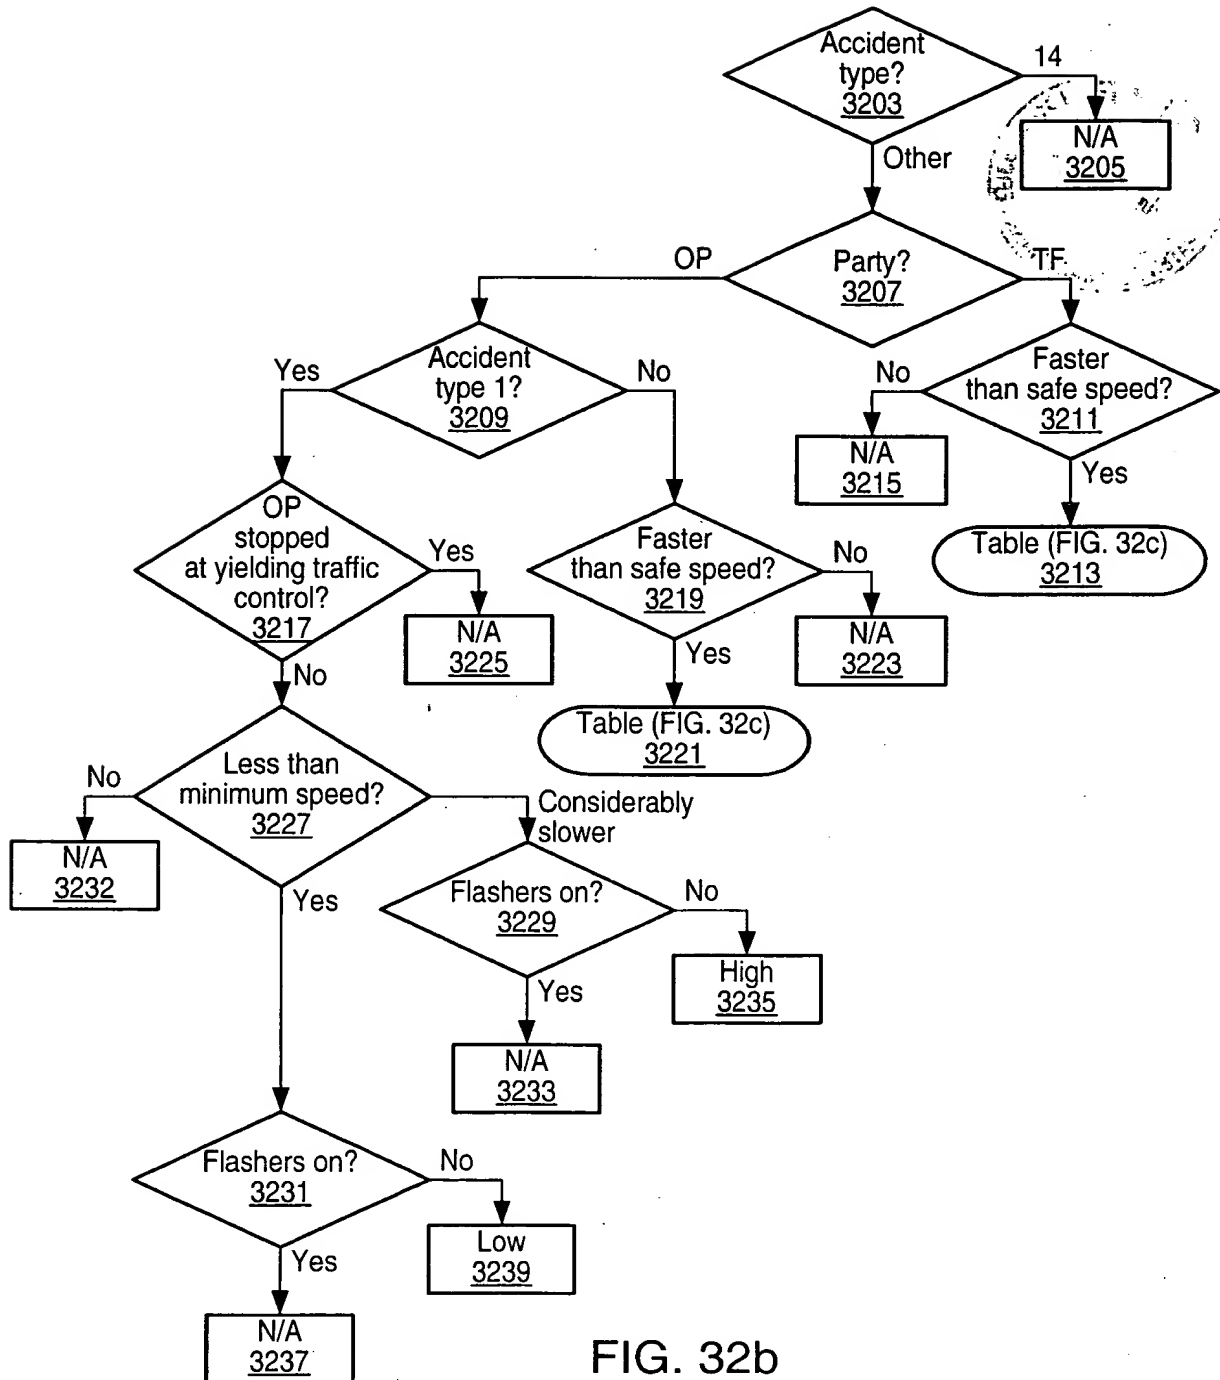 Accident
type?
3203
14
N/A
3205
Other
Party?
3207
OP
TF
Accident
type 1?
3209
Yes
No
Faster
than safe speed?
3211
No
Yes
N/A
3215
Table (FIG. 32c)
3213
OP
stopped
at yielding traffic
control?
3217
Yes
No
N/A
3225
Faster
than safe speed?
3219
No
Yes
N/A
3223
Table (FIG. 32c)
3221
Less than
minimum speed?
3227
No
Yes
Considerably
slower
N/A
3232
Flashers on?
3229
No
Yes
High
3235
N/A
3233
Flashers on?
3231
No
Yes
Low
3239
N/A
3237
FIG. 32b